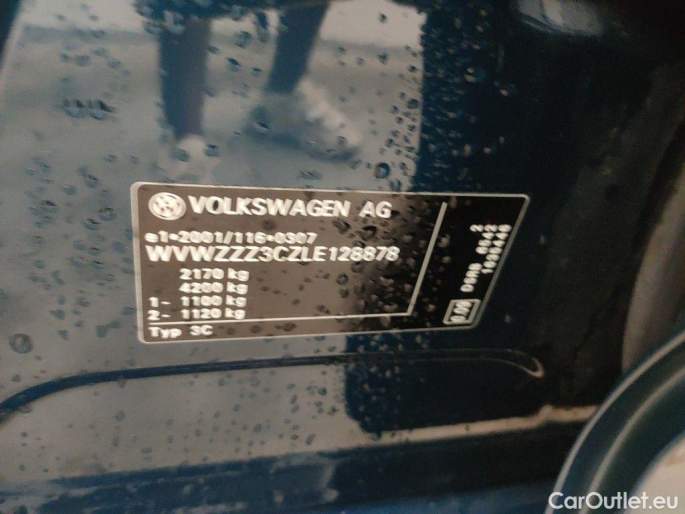 VOLKSWAGEN AG
e1*2001/116*0307
WVWZZZ3CZLE128878
2170 kg
4200 kg
1- 1100 kg
2- 1120 kg
Typ 3C
2
CarOutlet.eu